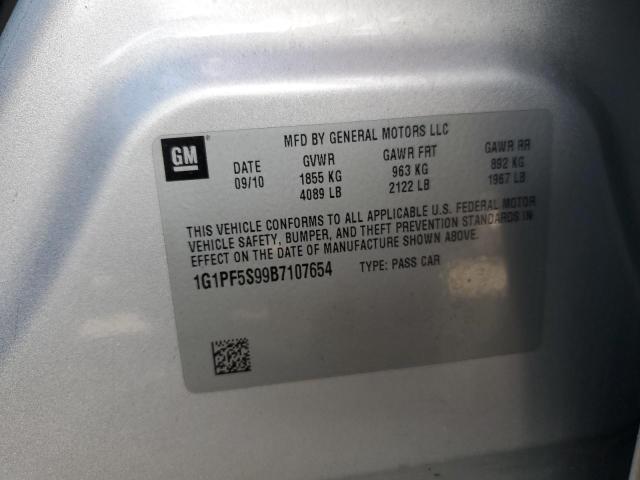 GM
MFD BY GENERAL MOTORS LLC
DATE GVWR GAWR FRT GAWR RR
09/10 1855 KG 963 KG 892 KG
4089 LB 2122 LB 1967 LB
THIS VEHICLE CONFORMS TO ALL APPLICABLE U.S. FEDERAL MOTOR
VEHICLE SAFETY, BUMPER, AND THEFT PREVENTION STANDARDS IN
EFFECT ON THE DATE OF MANUFACTURE SHOWN ABOVE.
1G1PF5S99B7107654 TYPE: PASS CAR